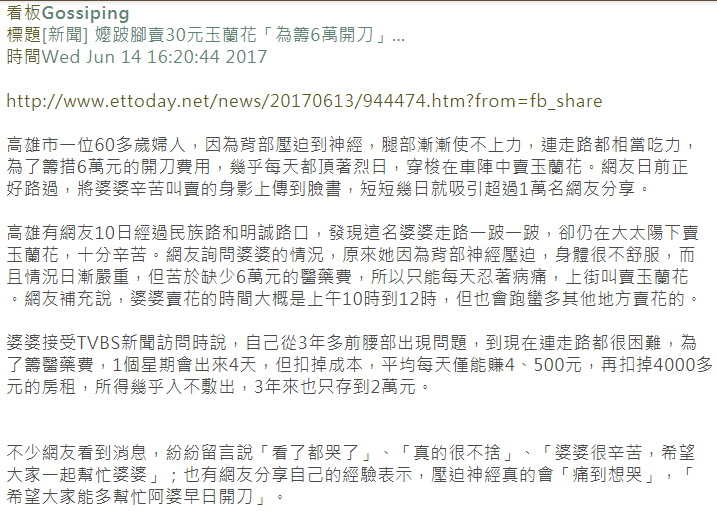 看板Gossiping
標題[新聞] 嬤跛腳賣30元玉蘭花「為籌6萬開刀」…
時間Wed Jun 14 16:20:44 2017
http://www.ettoday.net/news/20170613/944474.htm?from=fb_share
高雄市一位60多歲婦人，因為背部壓迫到神經，腿部漸漸使不上力，連走路都相當吃力，
為了籌措6萬元的開刀費用，幾乎每天都頂著烈日，穿梭在車陣中賣玉蘭花。網友日前正
好路過，將婆婆辛苦叫賣的身影上傳到臉書，短短幾日就吸引超過1萬名網友分享。
高雄有網友10日經過民族路和明誠路口，發現這名婆婆走路一跛一跛，卻仍在大太陽下賣
玉蘭花，十分辛苦。網友詢問婆婆的情況，原來她因為背部神經壓迫，身體很不舒服，而
且情況日漸嚴重，但苦於缺少6萬元的醫藥費，所以只能每天忍著病痛，上街叫賣玉蘭花
。網友補充說，婆婆賣花的時間大概是上午10時到12時，但也會跑蠻多其他地方賣花的。
婆婆接受TVBS新聞訪問時說，自己從3年多前腰部出現問題，到現在連走路都很困難，為
了籌醫藥費，1個星期會出來4天，但扣掉成本，平均每天僅能賺4、500元，再扣掉4000多
元的房租，所得幾乎入不敷出，3年來也只存到2萬元。
不少網友看到消息，紛紛留言說「看了都哭了」、「真的很不捨」、「婆婆很辛苦，希望
大家一起幫忙婆婆」；也有網友分享自己的經驗表示，壓迫神經真的會「痛到想哭」，「
希望大家能多幫忙阿婆早日開刀」。